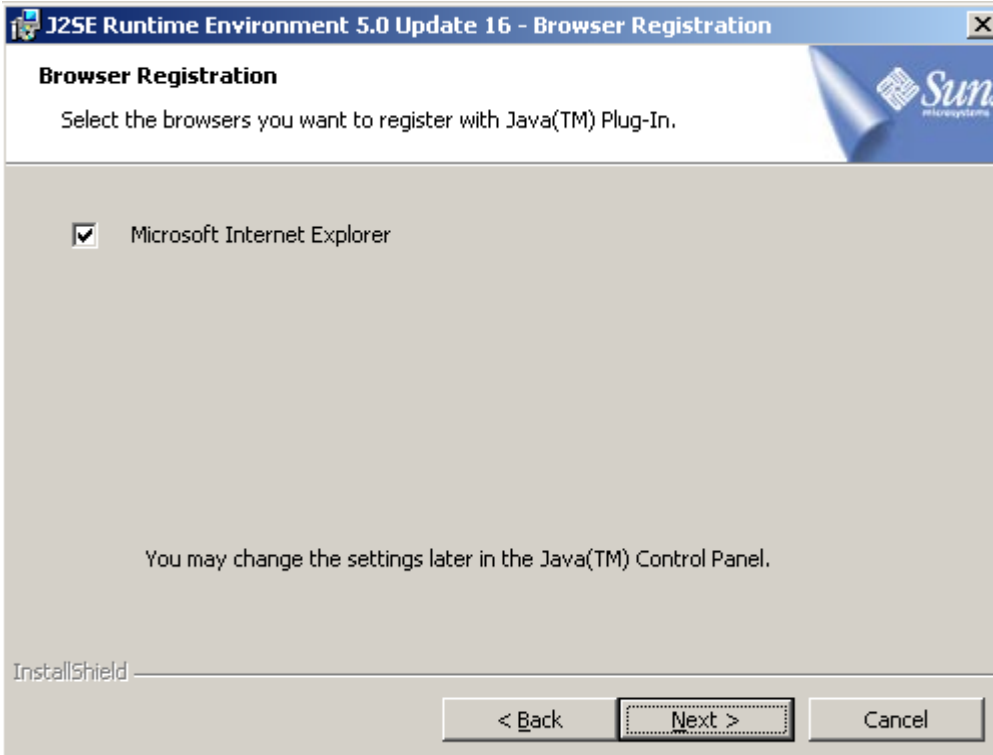 J2SE Runtime Environment 5.0 Update 16 - Browser Registration
Browser Registration
Select the browsers you want to register with Java(TM) Plug-In.
Sun
microsystems
Microsoft Internet Explorer
You may change the settings later in the Java(TM) Control Panel.
InstallShield
< Back
Next >
Cancel